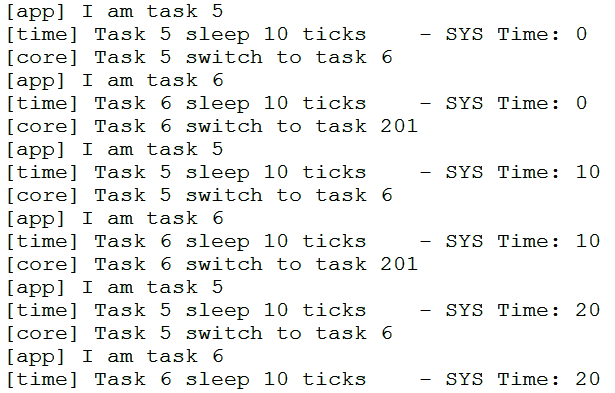 [app] I am task 5
[time] Task 5 sleep 10 ticks    - SYS Time: 0
[core] Task 5 switch to task 6
[app] I am task 6
[time] Task 6 sleep 10 ticks    - SYS Time: 0
[core] Task 6 switch to task 201
[app] I am task 5
[time] Task 5 sleep 10 ticks    - SYS Time: 10
[core] Task 5 switch to task 6
[app] I am task 6
[time] Task 6 sleep 10 ticks    - SYS Time: 10
[core] Task 6 switch to task 201
[app] I am task 5
[time] Task 5 sleep 10 ticks    - SYS Time: 20
[core] Task 5 switch to task 6
[app] I am task 6
[time] Task 6 sleep 10 ticks    - SYS Time: 20